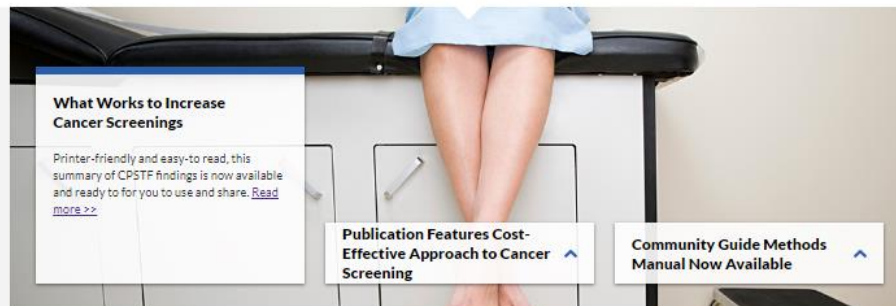 What Works to Increase
Cancer Screenings
Printer-friendly and easy-to read, this
summary of CPSTF findings is now available
and ready to for you to use and share. Read
more >>
Publication Features Cost-
Effective Approach to Cancer
Screening
Community Guide Methods
Manual Now Available